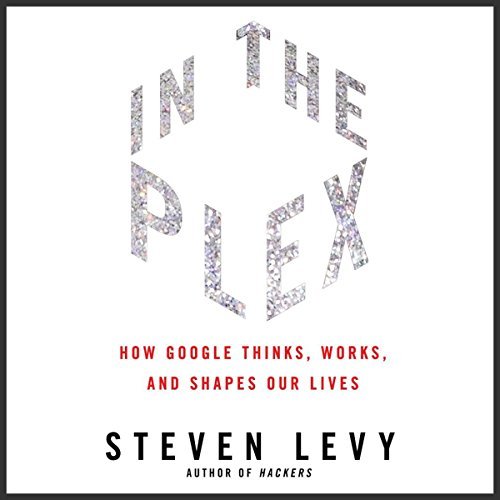 IN THE
PLEX
HOW GOOGLE THINKS, WORKS,
AND SHAPES OUR LIVES
STEVEN LEVY
AUTHOR OF HACKERS